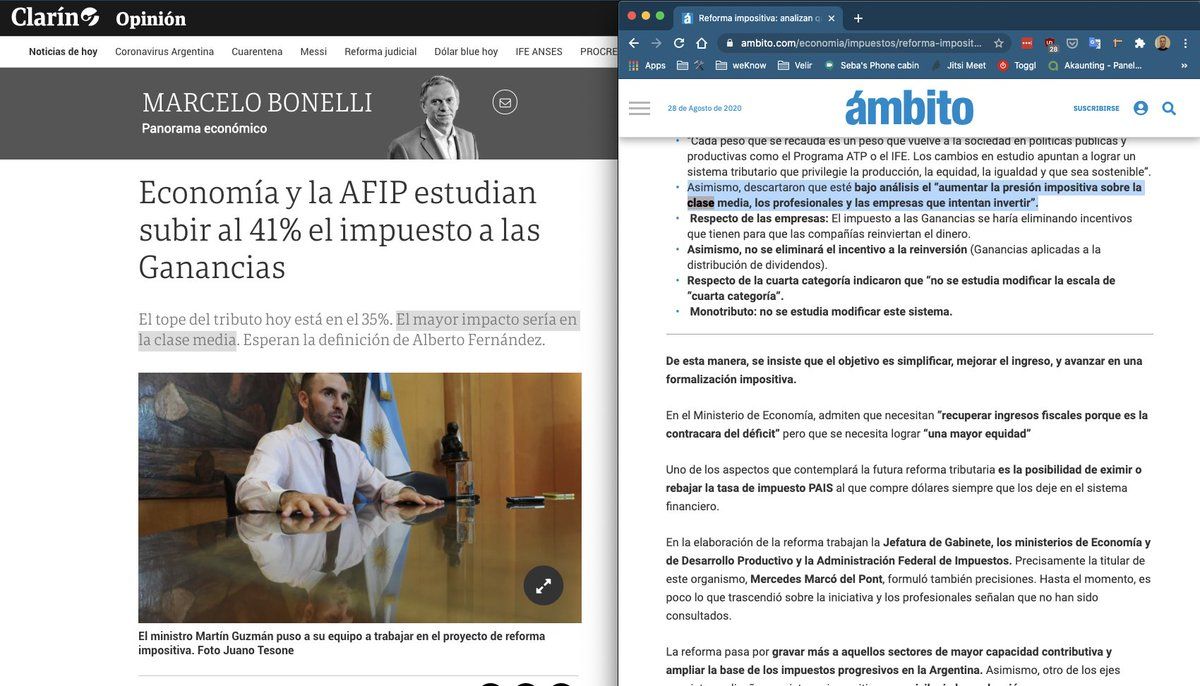 Clarín Opinión
Noticias de hoy Coronavirus Argentina Cuarentena Messi Reforma judicial Dólar blue hoy IFE ANSES PROCRE
MARCELO BONELLI
Panorama económico
Economía y la AFIP estudian
subir al 41% el impuesto a las
Ganancias
El tope del tributo hoy está en el 35%. El mayor impacto sería en
la clase media. Esperan la definición de Alberto Fernández.
El ministro Martín Guzmán puso a su equipo a trabajar en el proyecto de reforma
impositiva. Foto Juano Tesone
Reforma impositiva: analizan q
ambito.com/economia/impuestos/reforma-imposit...
28
Apps weKnow Velir Seba's Phone cabin Jitsi Meet Toggl Akaunting - Panel... »
28 de Agosto de 2020
ámbito
SUSCRIBIRSE
"Cada peso que se recauda es un peso que vuelve a la sociedad en políticas públicas y
productivas como el Programa ATP o el IFE. Los cambios en estudio apuntan a lograr un
sistema tributario que privilegie la producción, la equidad, la igualdad y que sea sostenible".
Asimismo, descartaron que esté bajo análisis el "aumentar la presión impositiva sobre la
clase media, los profesionales y las empresas que intentan invertir".
Respecto de las empresas: El impuesto a las Ganancias se haría eliminando incentivos
que tienen para que las compañías reinviertan el dinero.
Asimismo, no se eliminará el incentivo a la reinversión (Ganancias aplicadas a la
distribución de dividendos).
Respecto de la cuarta categoría indicaron que "no se estudia modificar la escala de
"cuarta categoría".
Monotributo: no se estudia modificar este sistema.
De esta manera, se insiste que el objetivo es simplificar, mejorar el ingreso, y avanzar en una
formalización impositiva.
En el Ministerio de Economía, admiten que necesitan "recuperar ingresos fiscales porque es la
contracara del déficit" pero que se necesita lograr "una mayor equidad"
Uno de los aspectos que contemplará la futura reforma tributaria es la posibilidad de eximir o
rebajar la tasa de impuesto PAIS al que compre dólares siempre que los deje en el sistema
financiero.
En la elaboración de la reforma trabajan la Jefatura de Gabinete, los ministerios de Economía y
de Desarrollo Productivo y la Administración Federal de Impuestos. Precisamente la titular de
este organismo, Mercedes Marcó del Pont, formuló también precisiones. Hasta el momento, es
poco lo que trascendió sobre la iniciativa y los profesionales señalan que no han sido
consultados.
La reforma pasa por gravar más a aquellos sectores de mayor capacidad contributiva y
ampliar la base de los impuestos progresivos en la Argentina. Asimismo, otro de los ejes